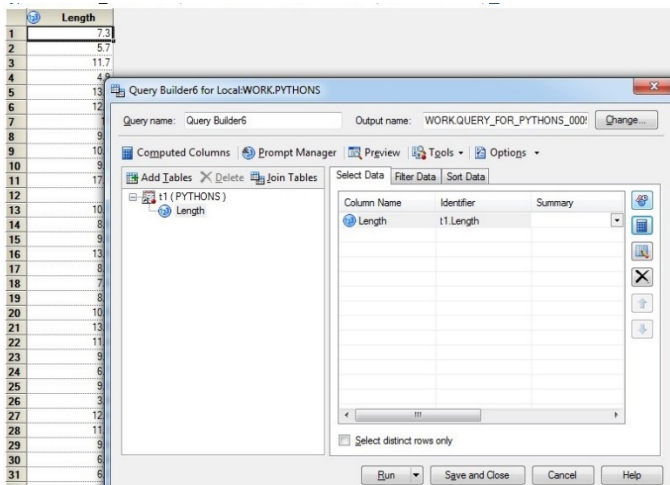 Length
1 7.3
2 5.7
3 11.7
4
5 13
6 12
7 1
8 9
9 10
10 9
11 17
12
13 10
14 8
15 9
16 13
17 8
18 7
19 8
20 10
21 13
22 11
23 9
24 6
25 9
26 3
27 12
28 11
29 9
30 6
31 6
Query Builder6 for Local:WORK.PYTHONS
Query name: Query Builder6 Output name: WORK.QUERY_FOR_PYTHONS_000 Change...
Computed Columns Prompt Manager Preview Tools Options
Add Tables Delete Join Tables
t1 (PYTHONS)
Length
Select Data Filter Data Sort Data
Column Name Identifier Summary
Length t1.Length
Select distinct rows only
Run Save and Close Cancel Help